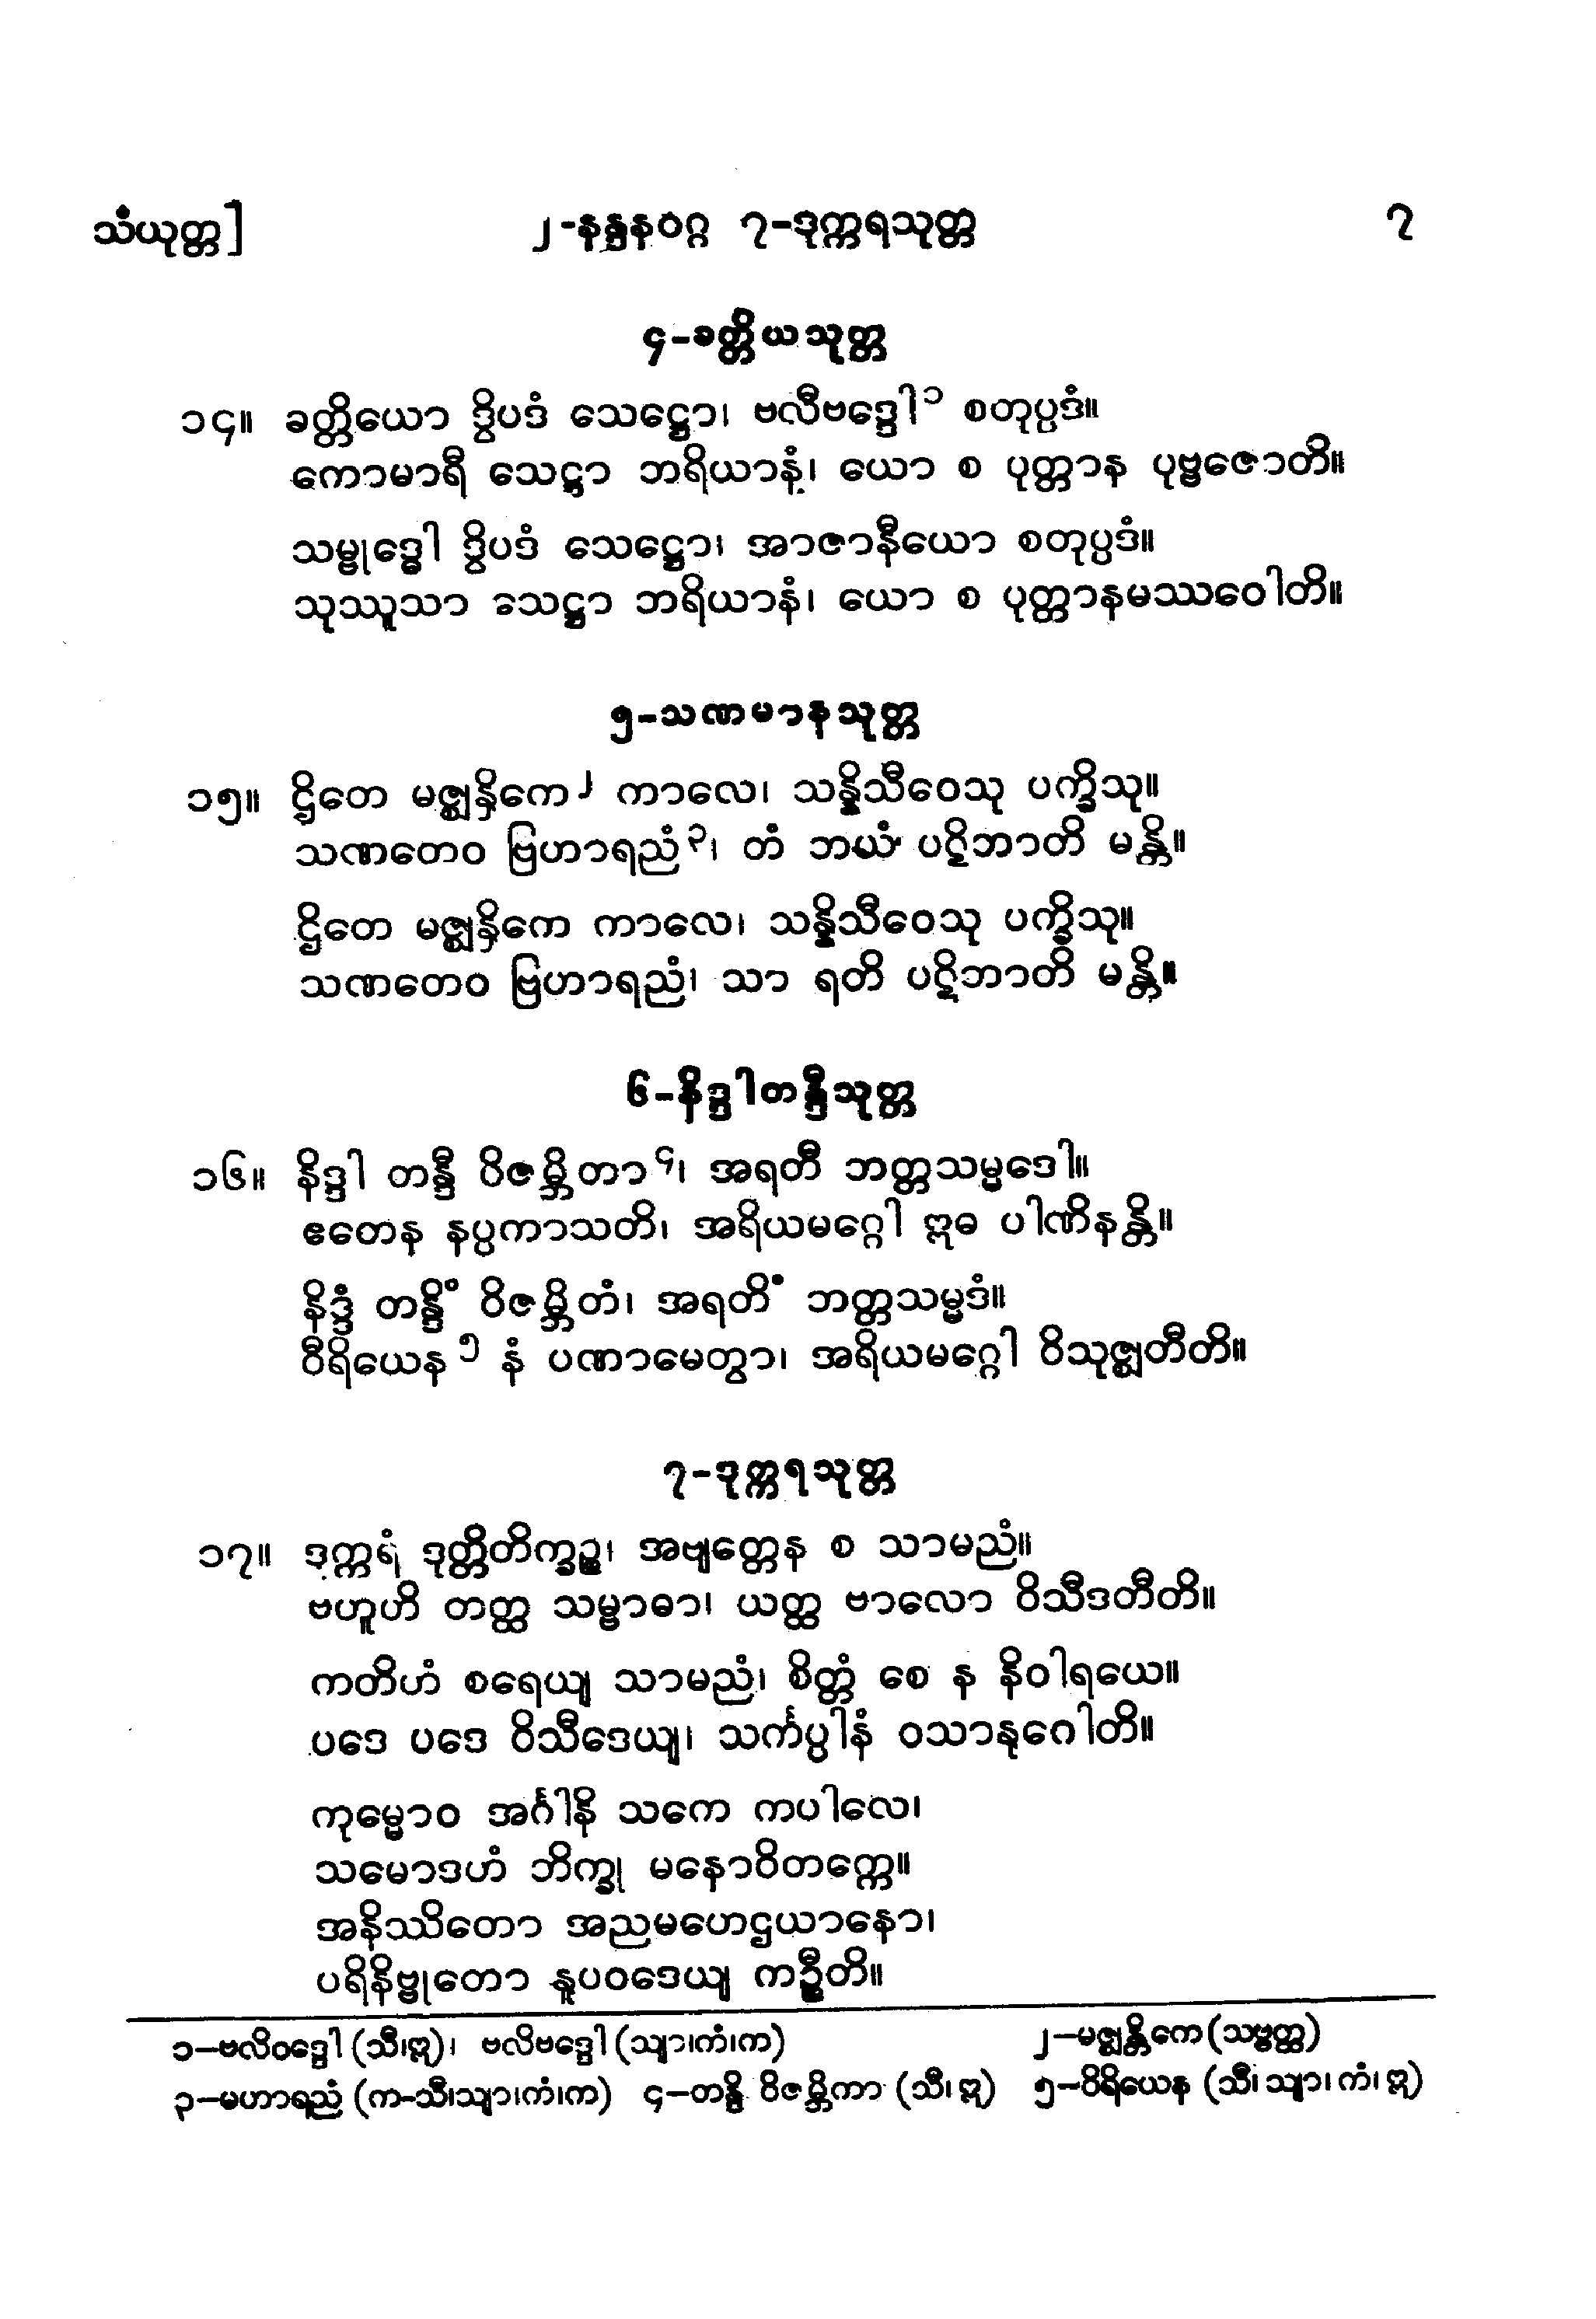 သံယုတ္တ] ၂-နန္ဒနဝဂ္ဂ ၇-ဒုက္ကရသုတ္တ ၇
၄-ခတ္တိယသုတ္တ
၁၄။ ခတ္တိယော ဒွိပဒံ သေဋ္ဌော၊ ဗလီဗဒ္ဒေါ၁ စတုပ္ပဒံ။
ကောမာရီ သေဋ္ဌာ ဘရိယာနံ၊ ယော စ ပုတ္တာန ပုဗ္ဗဇောတိ။
သမ္ဗုဒ္ဓေါ ဒွိပဒံ သေဋ္ဌော၊ အာဇာနီယော စတုပ္ပဒံ။
သုဿူသာ သေဋ္ဌာ ဘရိယာနံ၊ ယော စ ပုတ္တာနမဿဝေါတိ။
၅-သဏမာနသုတ္တ
၁၅။ ဌိတေ မဇ္ဈနှိကေ၂ ကာလေ၊ သန္နိသီဝေသု ပက္ခိသု။
သဏတေဝ ဗြဟာရညံ၃၊ တံ ဘယံ ပဋိဘာတိ မန္တိ။
ဌိတေ မဇ္ဈနှိကေ ကာလေ၊ သန္နိသီဝေသု ပက္ခိသု။
သဏတေဝ ဗြဟာရညံ၊ သာ ရတိ ပဋိဘာတိ မန္တိ။
၆-နိဒ္ဒါတန္ဒီသုတ္တ
၁၆။ နိဒ္ဒါ တန္ဒီ ဝိဇမ္ဘိတာ၄၊ အရတီ ဘတ္တသမ္မဒေါ။
ဧတေန နပ္ပကာသတိ၊ အရိယမဂ္ဂေါ ဣဓ ပါဏိနန္တိ။
နိဒ္ဒံ တန္ဒိံ ဝိဇမ္ဘိတံ၊ အရတိံ ဘတ္တသမ္မဒံ။
ဝီရိယေန၅ နံ ပဏာမေတွာ၊ အရိယမဂ္ဂေါ ဝိသုဇ္ဈတီတိ။
၇-ဒုက္ကရသုတ္တ
၁၇။ ဒုက္ကရံ ဒုတ္တိတိက္ခဉ္စ၊ အဗျတ္တေန စ သာမညံ။
ဗဟူဟိ တတ္ထ သမ္ဗာဓာ၊ ယတ္ထ ဗာလော ဝိသီဒတီတိ။
ကတိဟံ စရေယျ သာမညံ၊ စိတ္တံ စေ န နိဝါရယေ။
ပဒေ ပဒေ ဝိသီဒေယျ၊ သင်္ကပ္ပါနံ ဝသာနုဂေါတိ။
ကုမ္မောဝ အင်္ဂါနိ သကေ ကပါလေ၊
သမောဒဟံ ဘိက္ခု မနောဝိတက္ကေ။
အနိဿိတော အညမဟေဌယာနော၊
ပရိနိဗ္ဗုတော နူပဝဒေယျ ကဉ္စီတိ။
၁–ဗလိဝဒ္ဒေါ (သီ၊ဣ)၊ ဗလိဗဒ္ဒေါ (သျာ၊ကံ၊က) ၂–မဇ္ဈန္တိကေ (သဗ္ဗတ္ထ)
၃–မဟာရညံ (က-သီ၊သျာ၊ကံ၊က) ၄–တန္ဒိ ဝိဇမ္ဘိကာ (သီ၊ ဣ) ၅–ဝိရိယေန (သီ၊ သျာ၊ ကံ၊ ဣ)